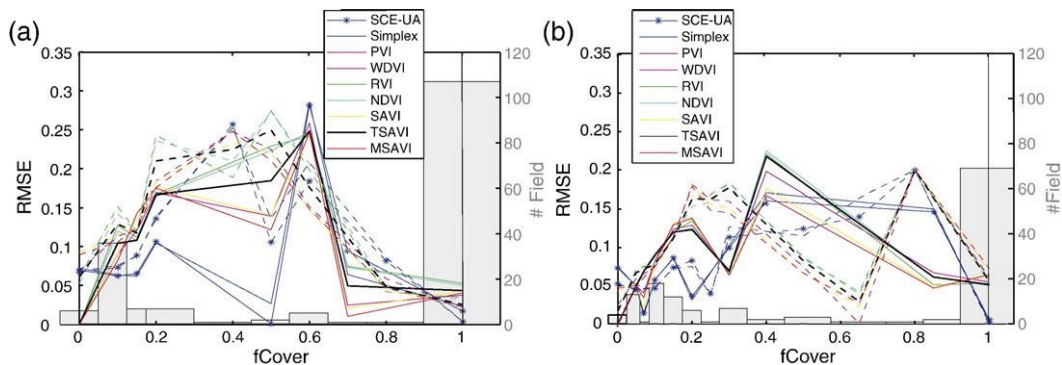 (a)
SCE-UA
Simplex
PVI
WDVI
RVI
NDVI
SAVI
TSAVI
MSAVI
0.35
0.3
0.25
0.2
0.15
0.1
0.05
0
RMSE
120
100
80
60
40
20
0
# Field
0
0.2
0.4
0.6
0.8
1
fCover
(b)
SCE-UA
Simplex
PVI
WDVI
RVI
NDVI
SAVI
TSAVI
MSAVI
0.35
0.3
0.25
0.2
0.15
0.1
0.05
0
RMSE
120
100
80
60
40
20
0
# Field
0
0.2
0.4
0.6
0.8
1
fCover